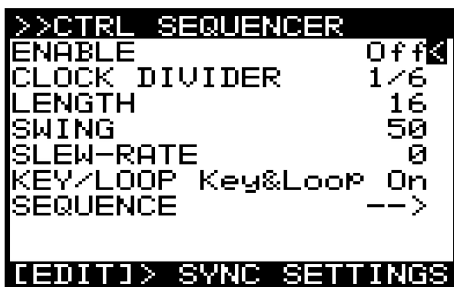 >>CTRL SEQUENCER
ENABLE Off<
CLOCK DIVIDER 1/6
LENGTH 16
SWING 50
SLEW-RATE 0
KEY/LOOP Key&Loop On
SEQUENCE -->
[EDIT]> SYNC SETTINGS